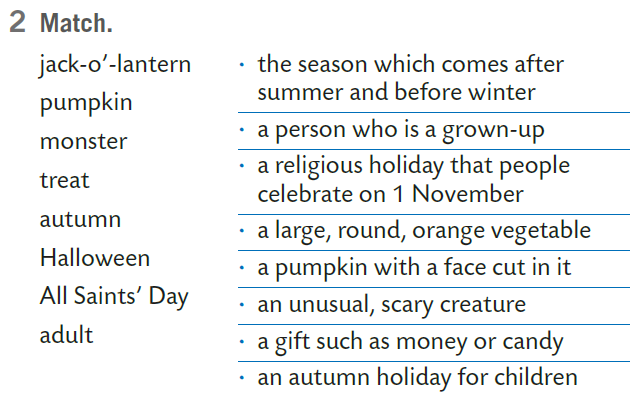 2 Match.
jack-o’-lantern
pumpkin
monster
treat
autumn
Halloween
All Saints’ Day
adult
· the season which comes after
summer and before winter
· a person who is a grown-up
· a religious holiday that people
celebrate on 1 November
· a large, round, orange vegetable
· a pumpkin with a face cut in it
· an unusual, scary creature
· a gift such as money or candy
· an autumn holiday for children